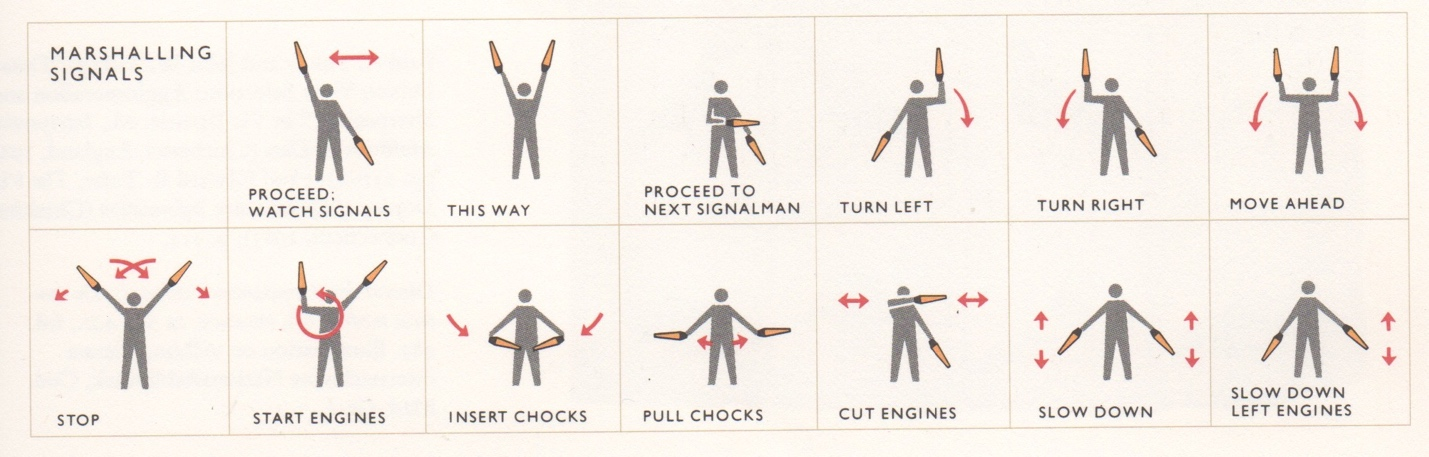 MARSHALLING
SIGNALS
PROCEED;
WATCH SIGNALS
THIS WAY
PROCEED TO
NEXT SIGNALMAN
TURN LEFT
TURN RIGHT
MOVE AHEAD
STOP
START ENGINES
INSERT CHOCKS
PULL CHOCKS
CUT ENGINES
SLOW DOWN
SLOW DOWN
LEFT ENGINES